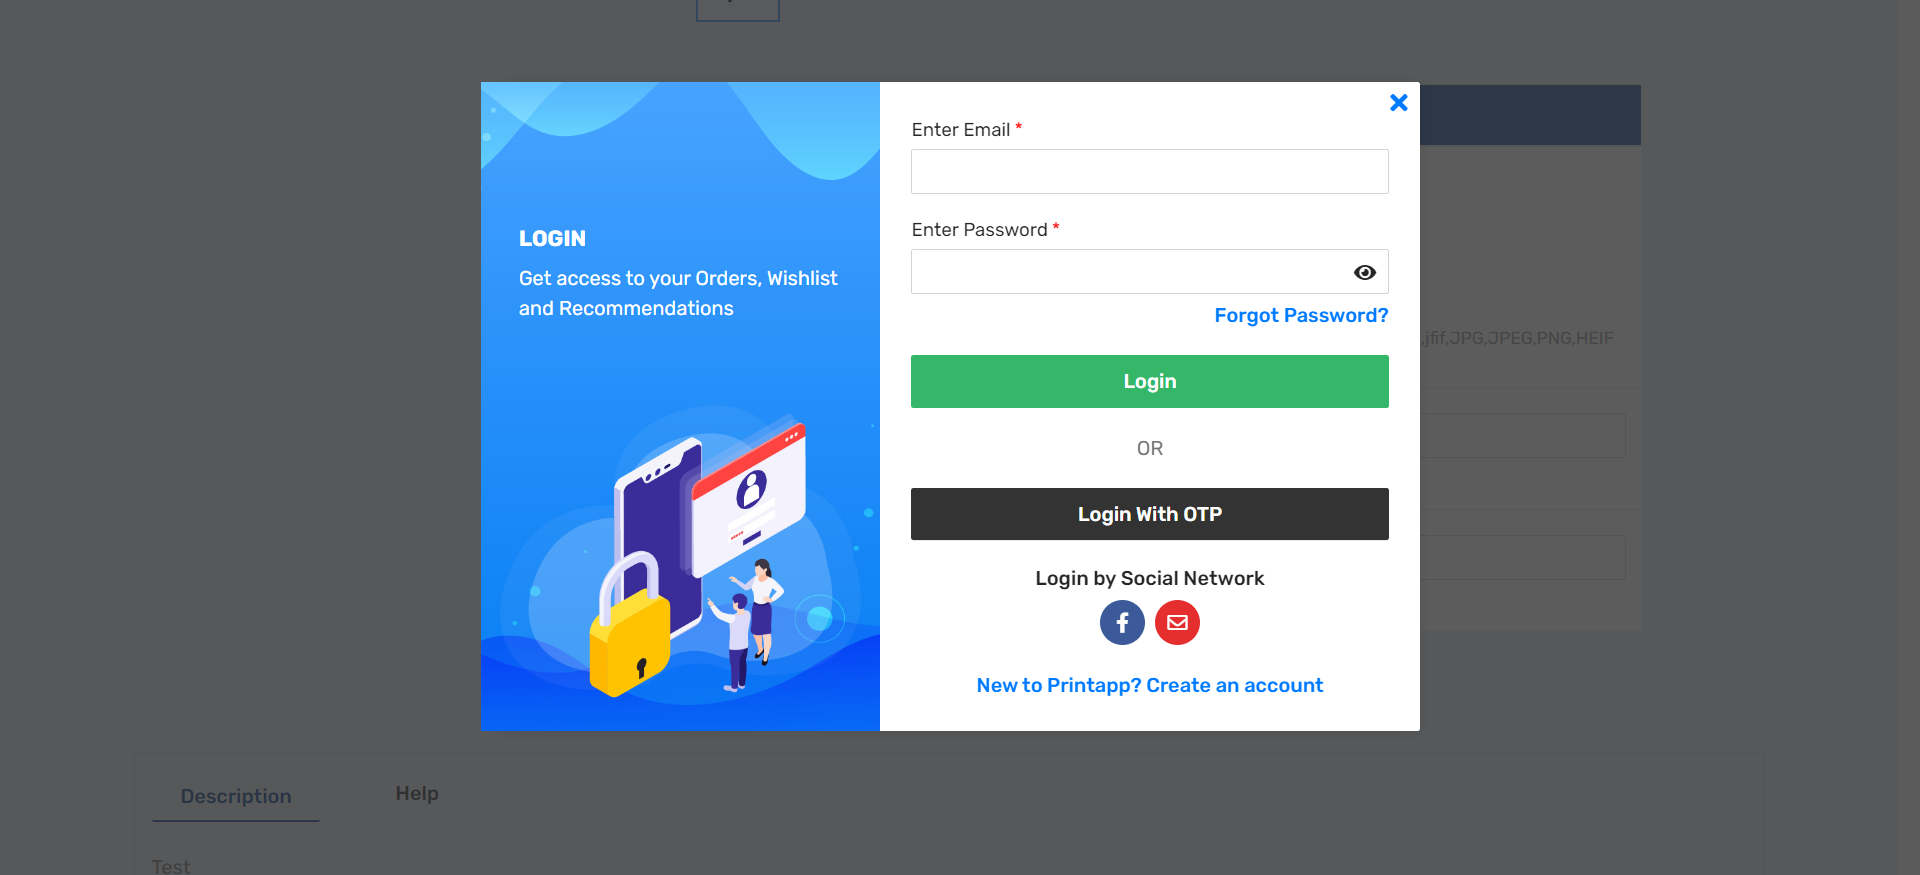 LOGIN
Get access to your Orders, Wishlist
and Recommendations
Enter Email *
Enter Password *
Forgot Password?
Login
OR
Login With OTP
Login by Social Network
New to Printapp? Create an account
.jfif,JPG,JPEG,PNG,HEIF
Description
Help
Test